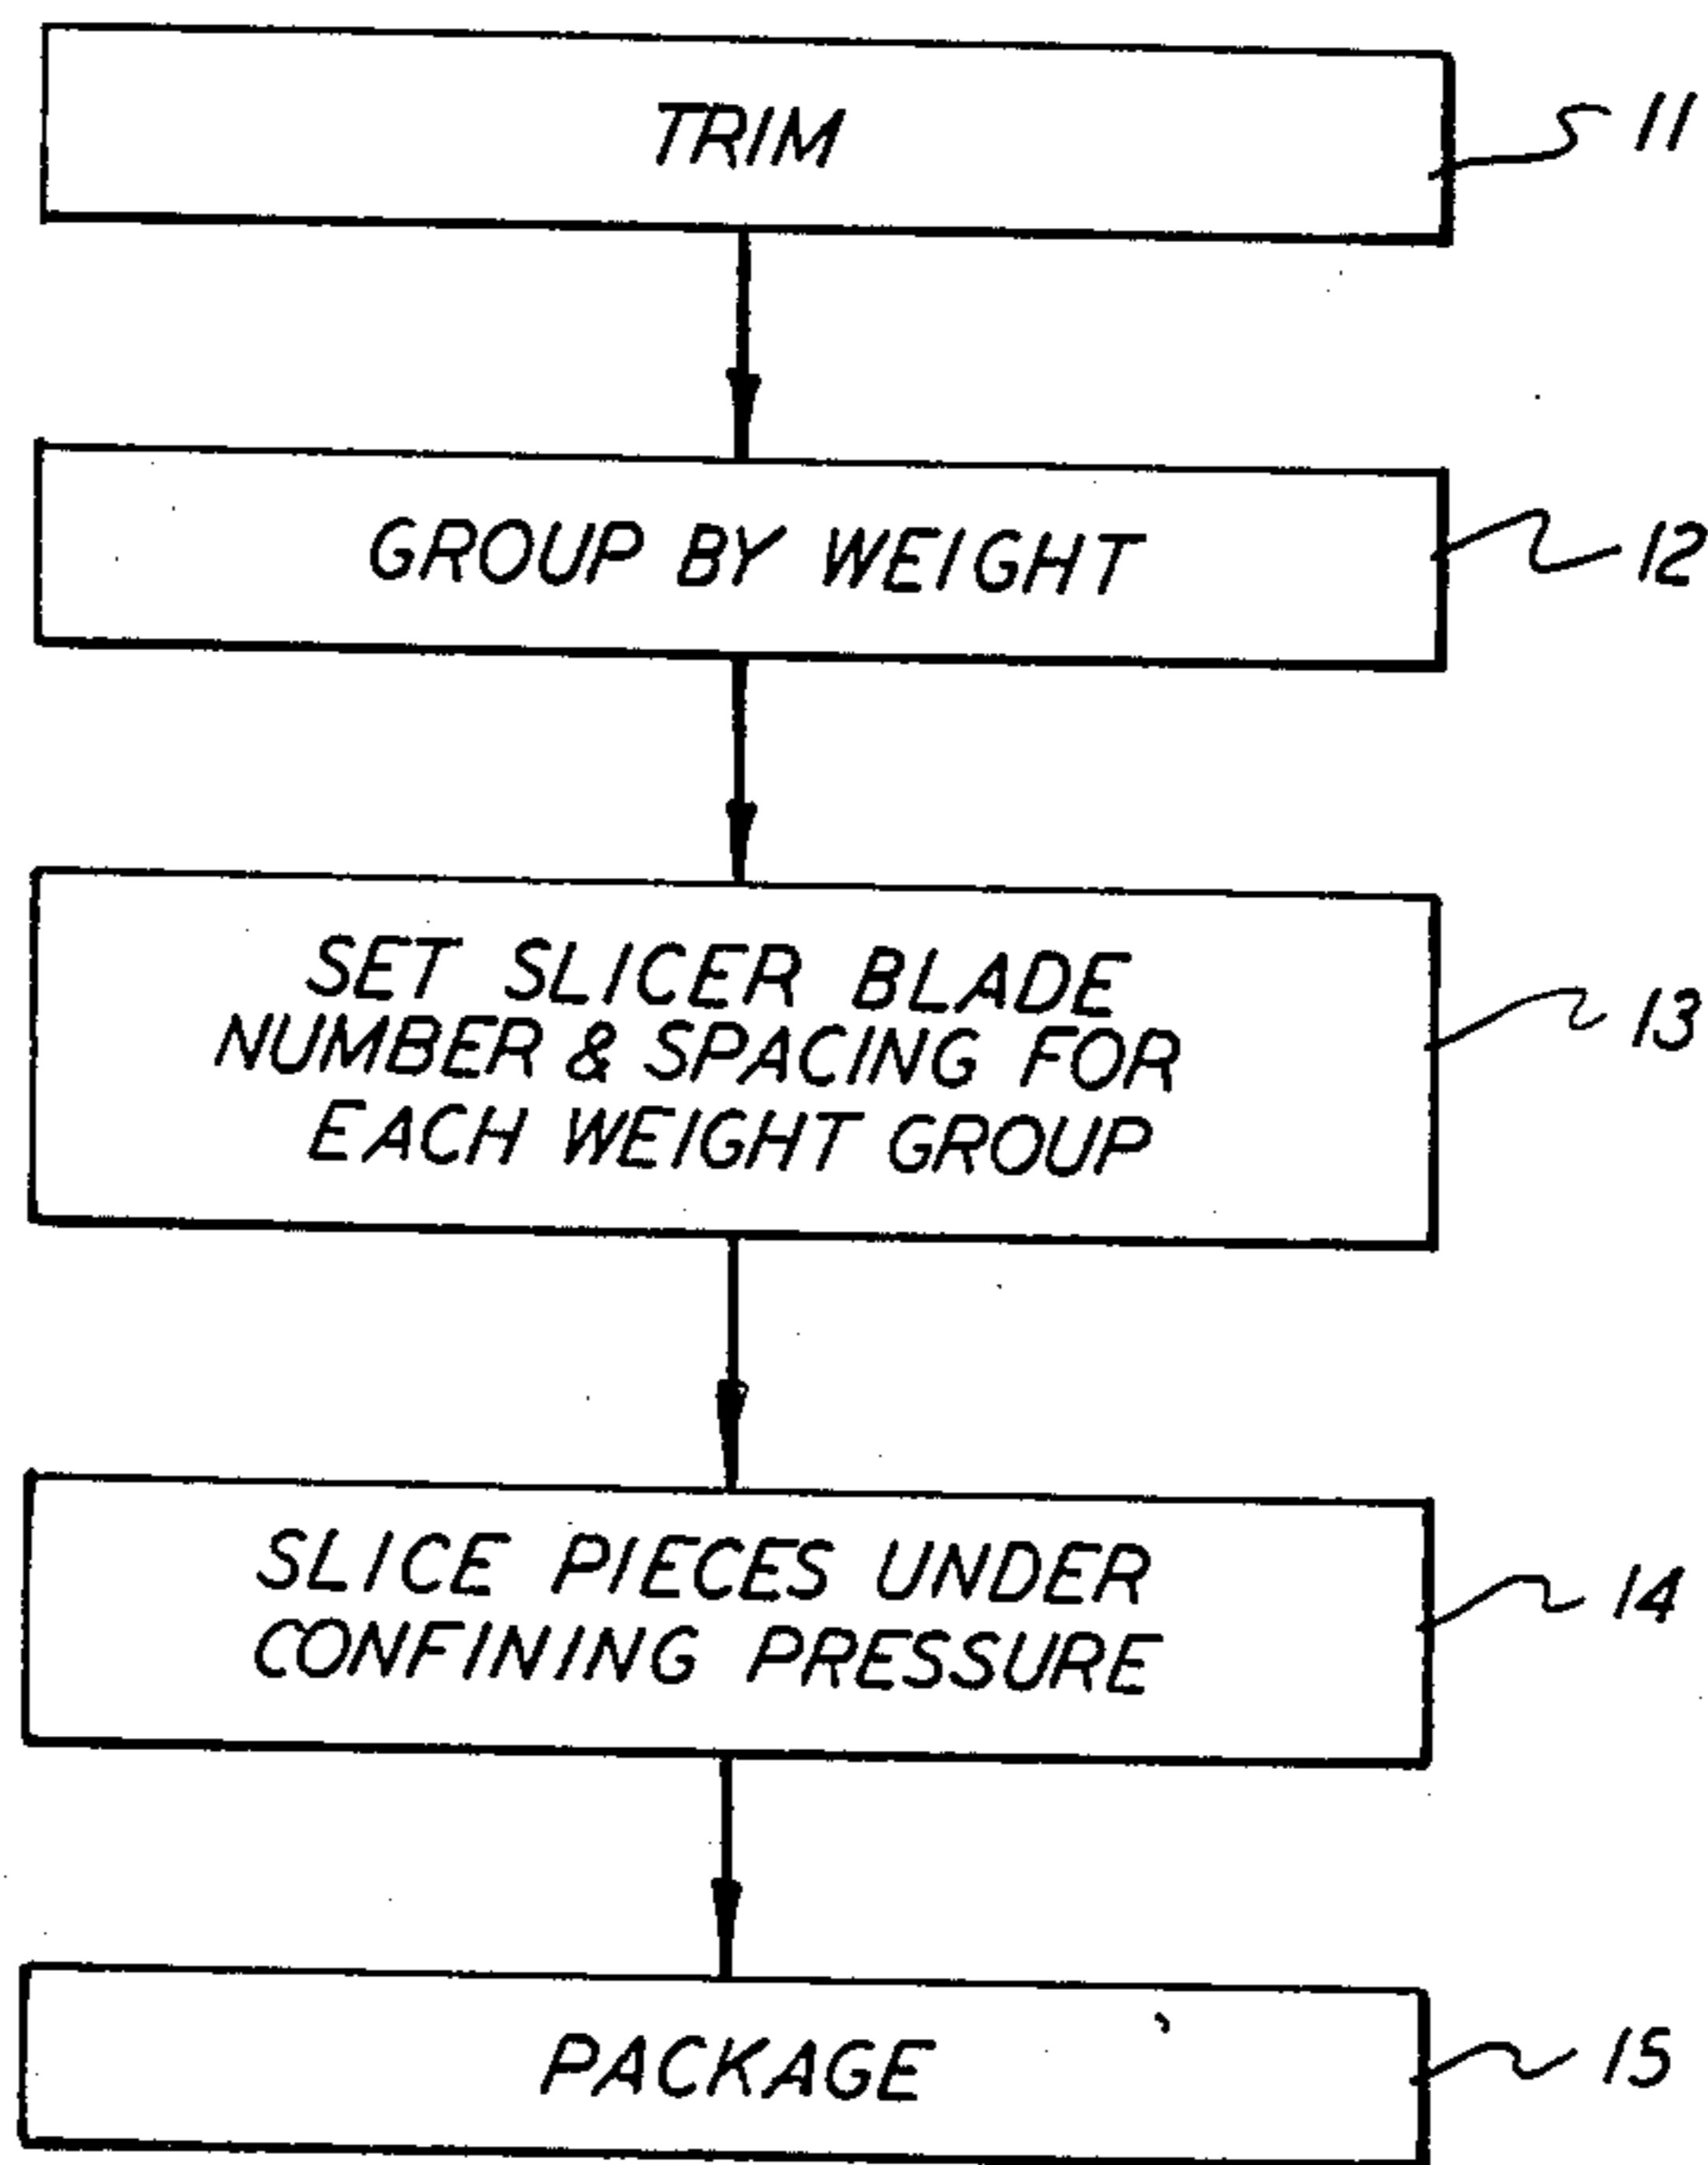 TRIM
11
GROUP BY WEIGHT
12
SET SLICER BLADE
NUMBER & SPACING FOR
EACH WEIGHT GROUP
13
SLICE PIECES UNDER
CONFINING PRESSURE
14
PACKAGE
15